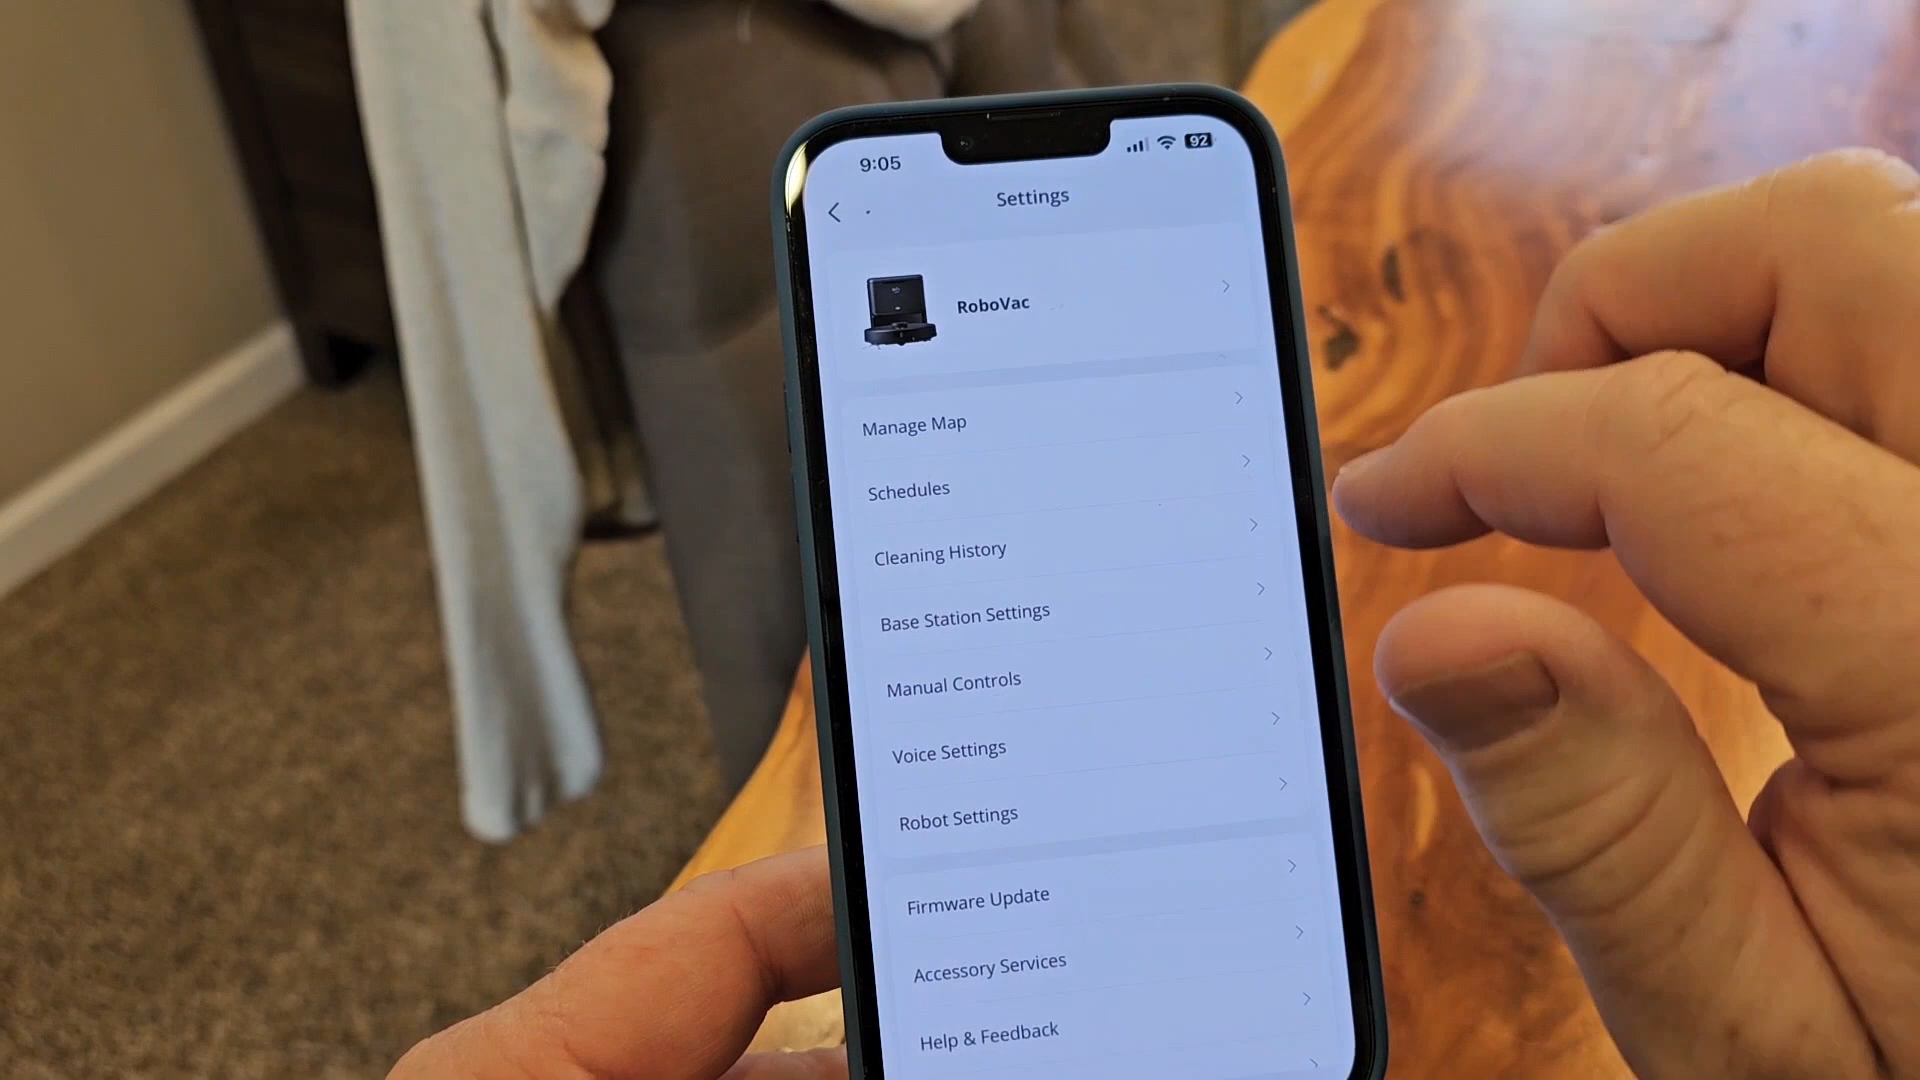 9:05
92
Settings
RoboVac
Manage Map
Schedules
Cleaning History
Base Station Settings
Manual Controls
Voice Settings
Robot Settings
Firmware Update
Accessory Services
Help & Feedback